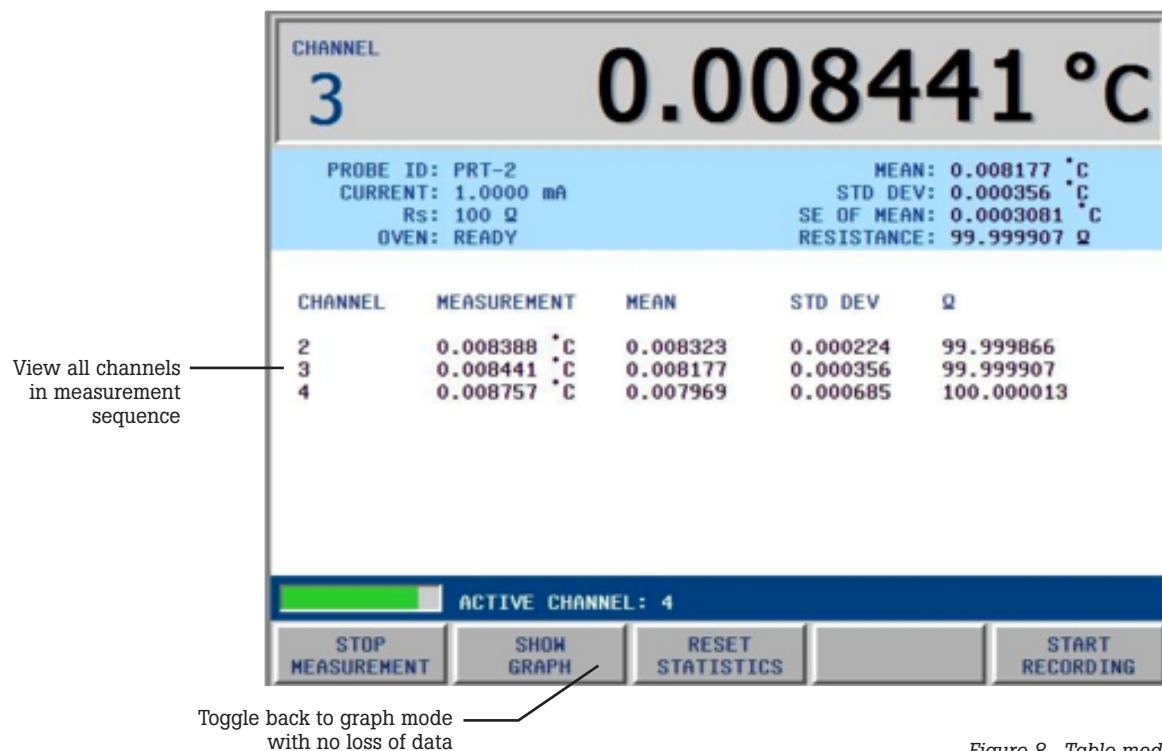 CHANNEL
3
0.008441 °C
PROBE ID: PRT-2
CURRENT: 1.0000 mA
Rs: 100 Ω
OVEN: READY
MEAN: 0.008177 °C
STD DEV: 0.000356 °C
SE OF MEAN: 0.0003081 °C
RESISTANCE: 99.999907 Ω
CHANNEL MEASUREMENT MEAN STD DEV Ω
2 0.008388 °C 0.008323 0.000224 99.999866
3 0.008441 °C 0.008177 0.000356 99.999907
4 0.008757 °C 0.007969 0.000685 100.000013
View all channels
in measurement
sequence
ACTIVE CHANNEL: 4
STOP
MEASUREMENT
SHOW
GRAPH
RESET
STATISTICS
START
RECORDING
Toggle back to graph mode
with no loss of data
Figure 8. Table